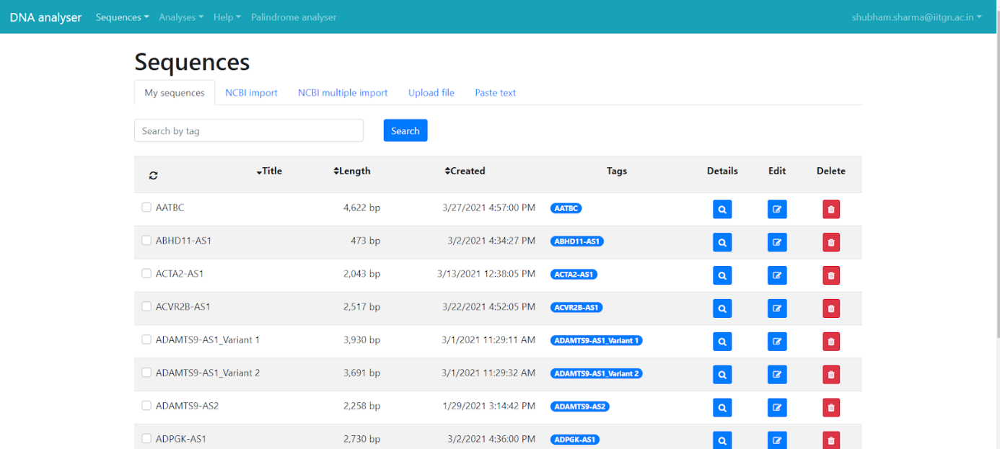 DNA analyser Sequences Analyses Help Palindrome analyser shubham.sharma@iitgn.ac.in
Sequences
My sequences NCBI import NCBI multiple import Upload file Paste text
Search by tag Search
Title Length Created Tags Details Edit Delete
AATBC 4,622 bp 3/27/2021 4:57:00 PM AATBC
ABHD11-AS1 473 bp 3/2/2021 4:34:27 PM ABHD11-AS1
ACTA2-AS1 2,043 bp 3/13/2021 12:38:05 PM ACTA2-AS1
ACVR2B-AS1 2,517 bp 3/22/2021 4:52:05 PM ACVR2B-AS1
ADAMTS9-AS1_Variant 1 3,930 bp 3/1/2021 11:29:11 AM ADAMTS9-AS1_Variant 1
ADAMTS9-AS1_Variant 2 3,691 bp 3/1/2021 11:29:32 AM ADAMTS9-AS1_Variant 2
ADAMTS9-AS2 2,258 bp 1/29/2021 3:14:42 PM ADAMTS9-AS2
ADPGK-AS1 2,730 bp 3/2/2021 4:36:00 PM ADPGK-AS1